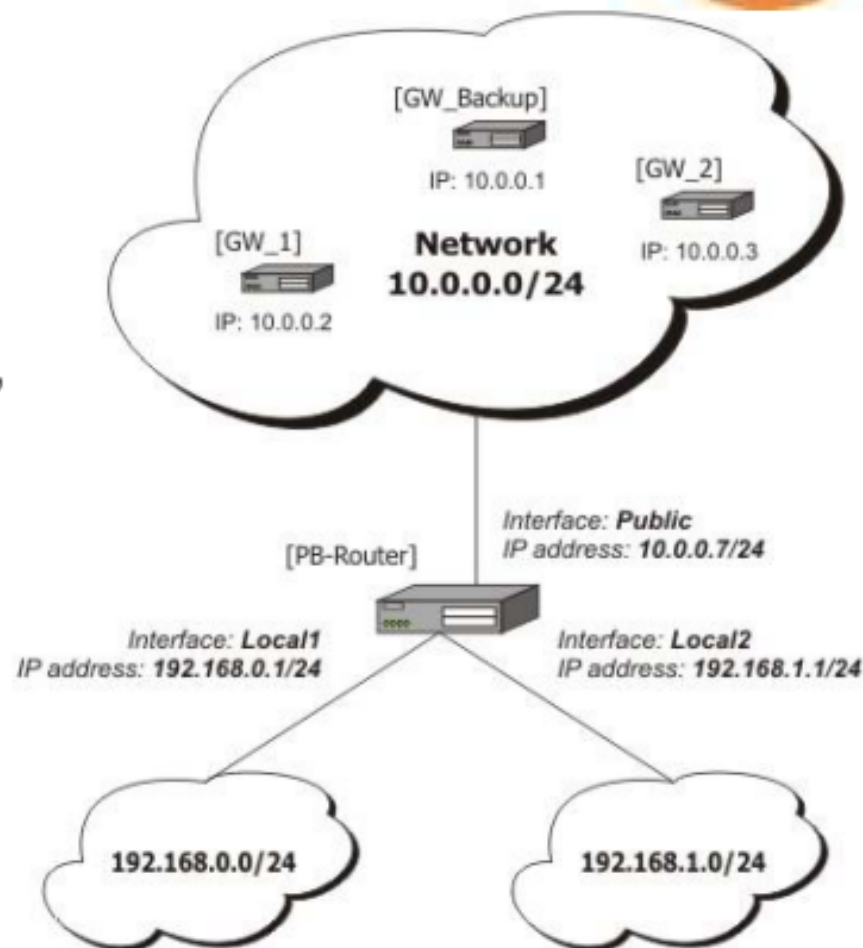 [GW_Backup]
IP: 10.0.0.1
[GW_2]
IP: 10.0.0.3
[GW_1]
IP: 10.0.0.2
Network
10.0.0.0/24
Interface: Public
IP address: 10.0.0.7/24
[PB-Router]
Interface: Local1
IP address: 192.168.0.1/24
Interface: Local2
IP address: 192.168.1.1/24
192.168.0.0/24
192.168.1.0/24